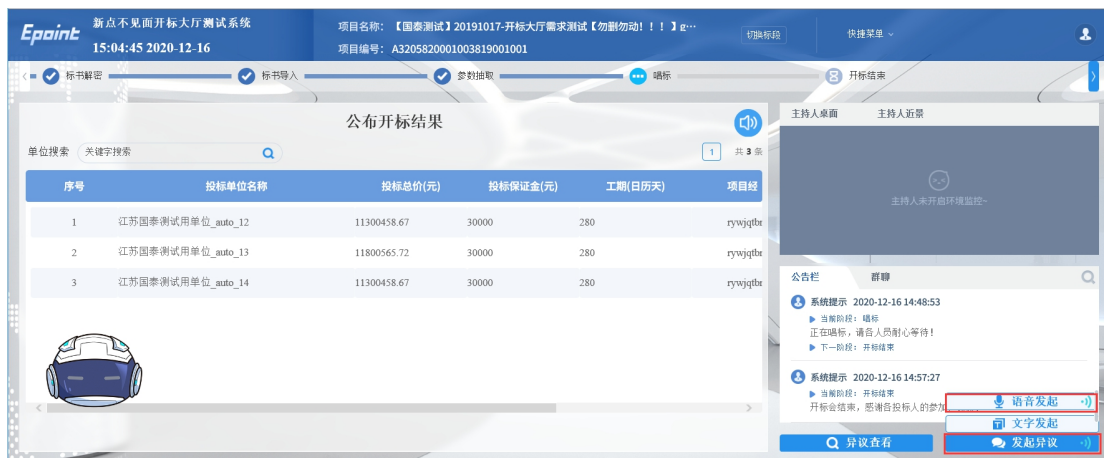 Epoint
新点不见面开标大厅测试系统
15:04:45 2020-12-16
项目名称： 【国泰测试】20191017-开标大厅需求测试【勿删勿动！！！】g···
项目编号： A3205820001003819001001
切换标段
快捷菜单
标书解密
标书导入
参数抽取
唱标
开标结束
公布开标结果
单位搜索 关键字搜索
1 共 3 条
序号 投标单位名称 投标总价(元) 投标保证金(元) 工期(日历天) 项目经
1 江苏国泰测试用单位_auto_12 11300458.67 30000 280 rywjqtbr
2 江苏国泰测试用单位_auto_13 11800565.72 30000 280 rywjqtbr
3 江苏国泰测试用单位_auto_14 11300458.67 30000 280 rywjqtbr
主持人桌面 主持人近景
主持人未开启环境监控~
公告栏 群聊
系统提示 2020-12-16 14:48:53
当前阶段： 唱标
正在唱标，请各人员耐心等待！
下一阶段： 开标结束
系统提示 2020-12-16 14:57:27
当前阶段： 开标结束
开标会结束，感谢各投标人的参加
语音发起
文字发起
异议查看
发起异议